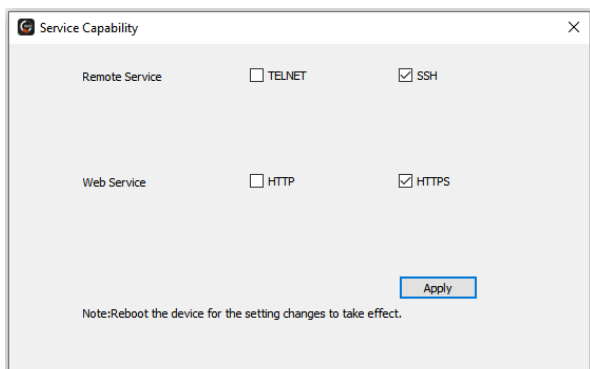 Service Capability
Remote Service TELNET SSH
Web Service HTTP HTTPS
Apply
Note:Reboot the device for the setting changes to take effect.